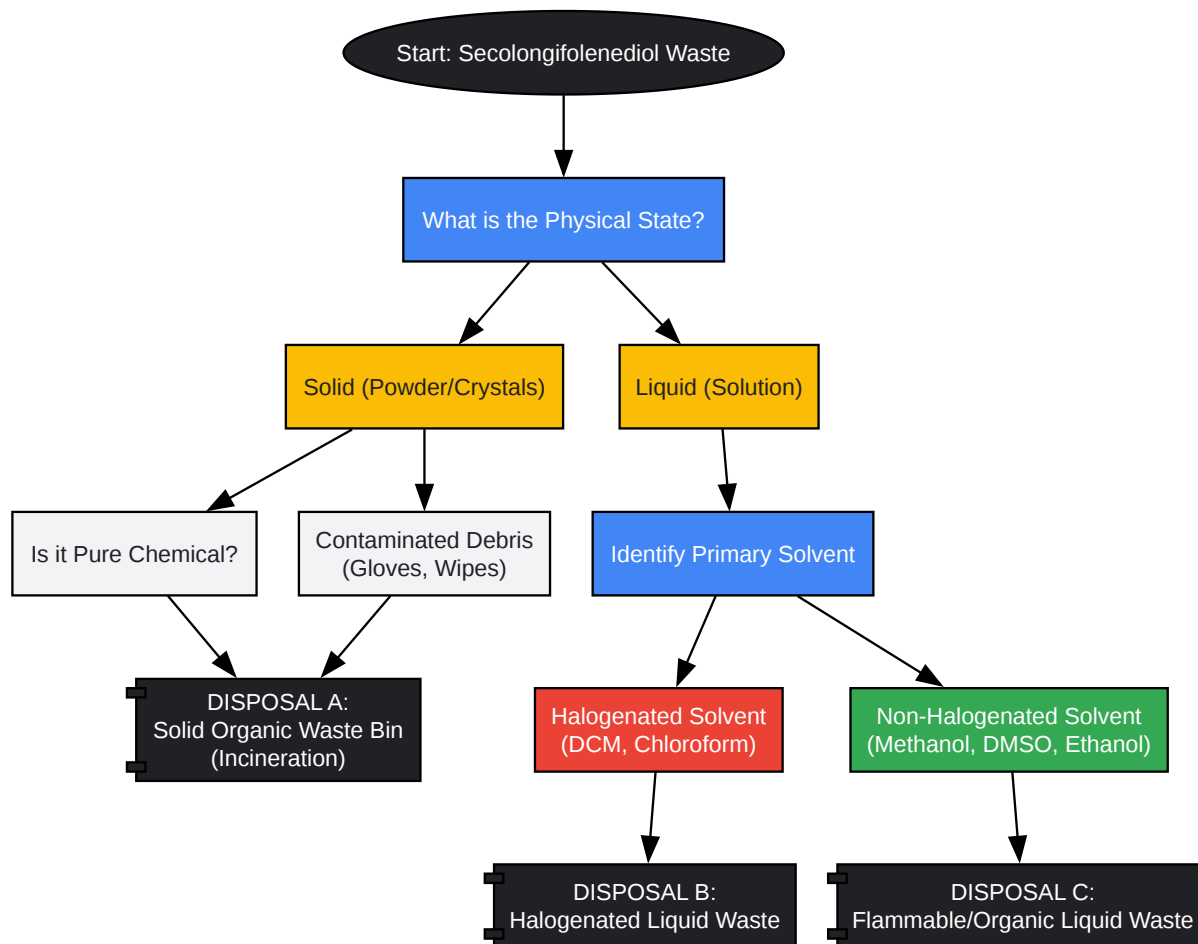 Start: Secolongifolenediol Waste
What is the Physical State?
Solid (Powder/Crystals)
Liquid (Solution)
Is it Pure Chemical?
Contaminated Debris
(Gloves, Wipes)
Identify Primary Solvent
DISPOSAL A:
Solid Organic Waste Bin
(Incineration)
Halogenated Solvent
(DCM, Chloroform)
Non-Halogenated Solvent
(Methanol, DMSO, Ethanol)
DISPOSAL B:
Halogenated Liquid Waste
DISPOSAL C:
Flammable/Organic Liquid Waste